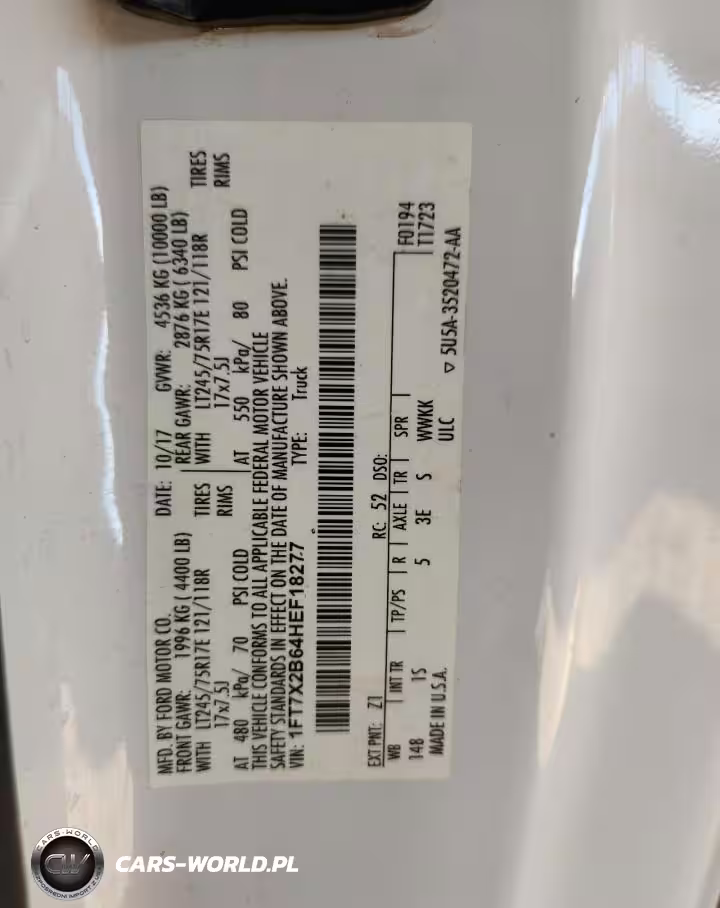 MFD. BY FORD MOTOR CO.
DATE: 10/17 GVWR: 4536 KG (10000 LB)
FRONT GAWR: 1996 KG ( 4400 LB)
REAR GAWR: 2876 KG ( 6340 LB)
WITH LT245/75R17E 121/118R TIRES
WITH LT245/75R17E 121/118R TIRES
17x7.5J RIMS
17x7.5J RIMS
AT 480 kPa/ 70 PSI COLD
AT 550 kPa/ 80 PSI COLD
THIS VEHICLE CONFORMS TO ALL APPLICABLE FEDERAL MOTOR VEHICLE
SAFETY STANDARDS IN EFFECT ON THE DATE OF MANUFACTURE SHOWN ABOVE.
VIN: 1FT7X2B64HEF18277
TYPE: Truck
EXT PNT: Z1 RC: 52 DSO:
WB INT TR TP/PS R AXLE TR SPR F0194
148 1S 5 3E S WWKK T1723
MADE IN U.S.A. ULC
▽ 5U5A-3520472-AA
CARS-WORLD
CW
CARS-WORLD.PL